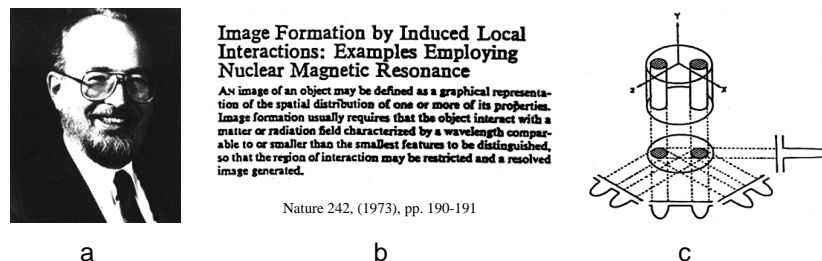 Image Formation by Induced Local
Interactions: Examples Employing
Nuclear Magnetic Resonance
AN image of an object may be defined as a graphical representa-
tion of the spatial distribution of one or more of its properties.
Image formation usually requires that the object interact with a
matter or radiation field characterized by a wavelength compar-
able to or smaller than the smallest features to be distinguished,
so that the region of interaction may be restricted and a resolved
image generated.
Nature 242, (1973), pp. 190-191
Y
Z
X
a
b
c